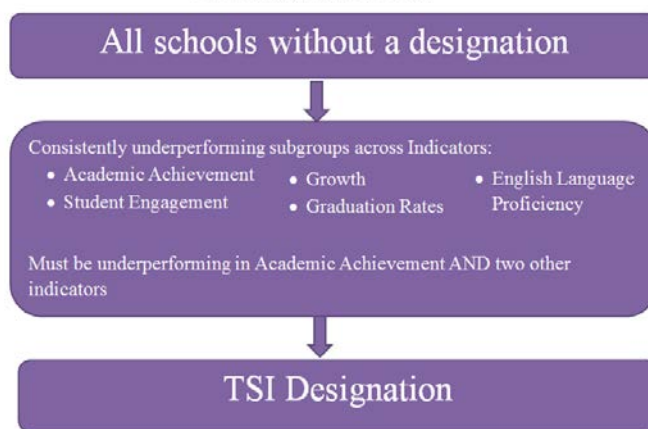 All schools without a designation
Consistently underperforming subgroups across Indicators:
• Academic Achievement
• Student Engagement
• Growth
• Graduation Rates
• English Language
Proficiency
Must be underperforming in Academic Achievement AND two other
indicators
TSI Designation